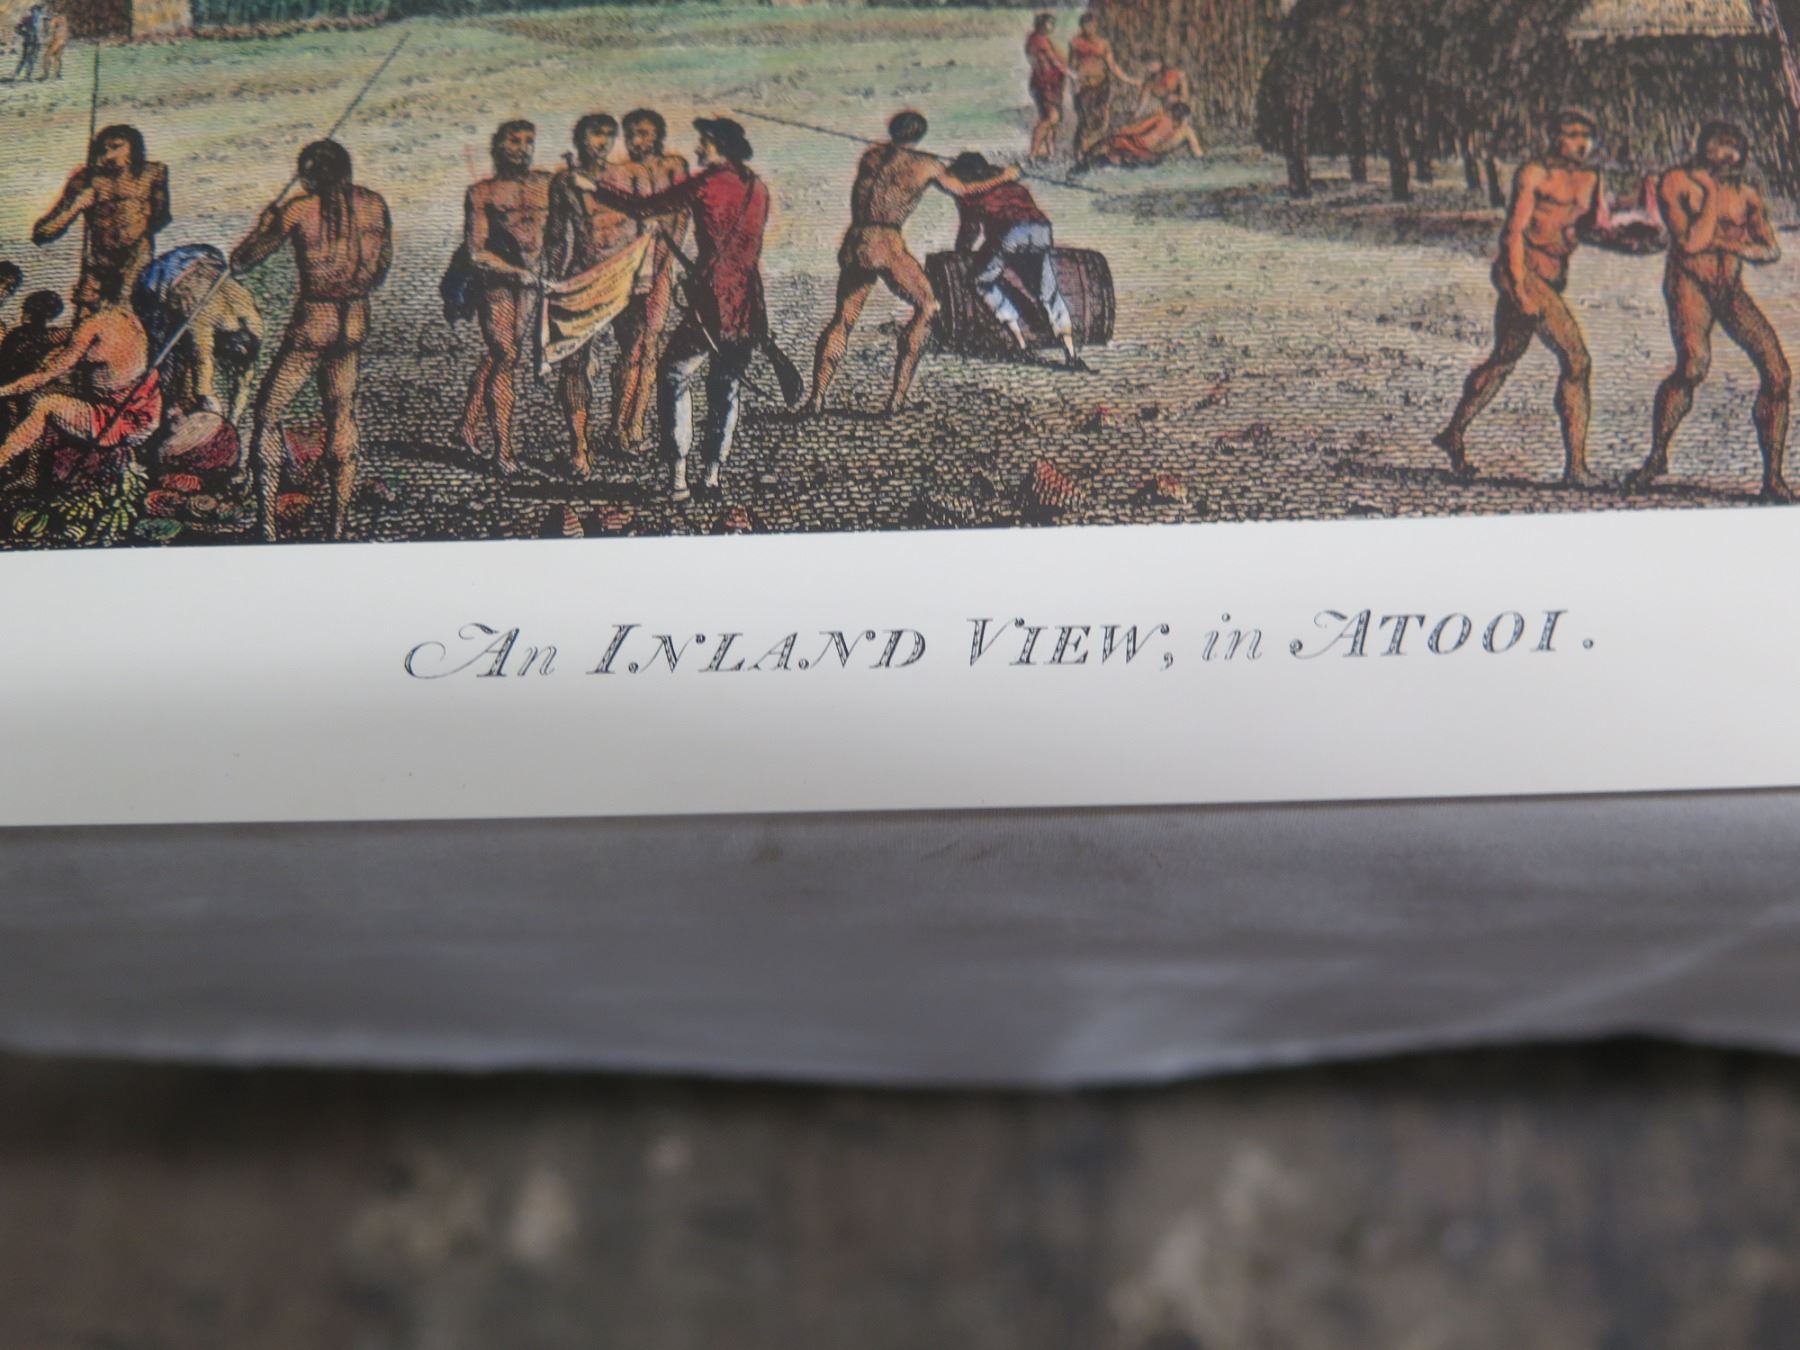 An INLAND VIEW, in ATOOI.